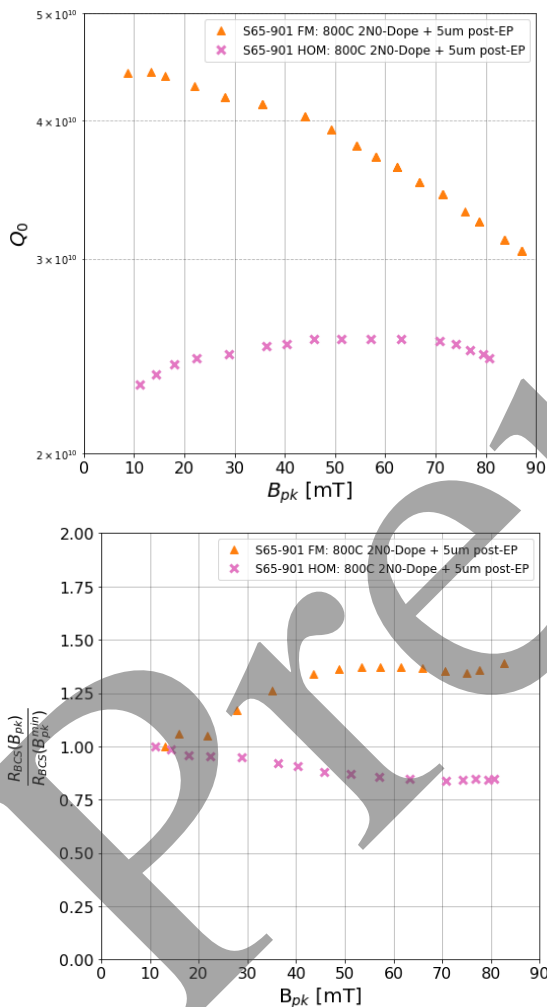 5 × 10¹⁰
S65-901 FM: 800C 2N0-Dope + 5um post-EP
S65-901 HOM: 800C 2N0-Dope + 5um post-EP
4 × 10¹⁰
Q₀
3 × 10¹⁰
2 × 10¹⁰
0 10 20 30 40 50 60 70 80 90
B_pk [mT]
2.00
S65-901 FM: 800C 2N0-Dope + 5um post-EP
S65-901 HOM: 800C 2N0-Dope + 5um post-EP
1.75
1.50
1.25
R_BCS(B_pk)
R_BCS(B_pk^min)
1.00
0.75
0.50
0.25
0.00
0 10 20 30 40 50 60 70 80 90
B_pk [mT]
Pre